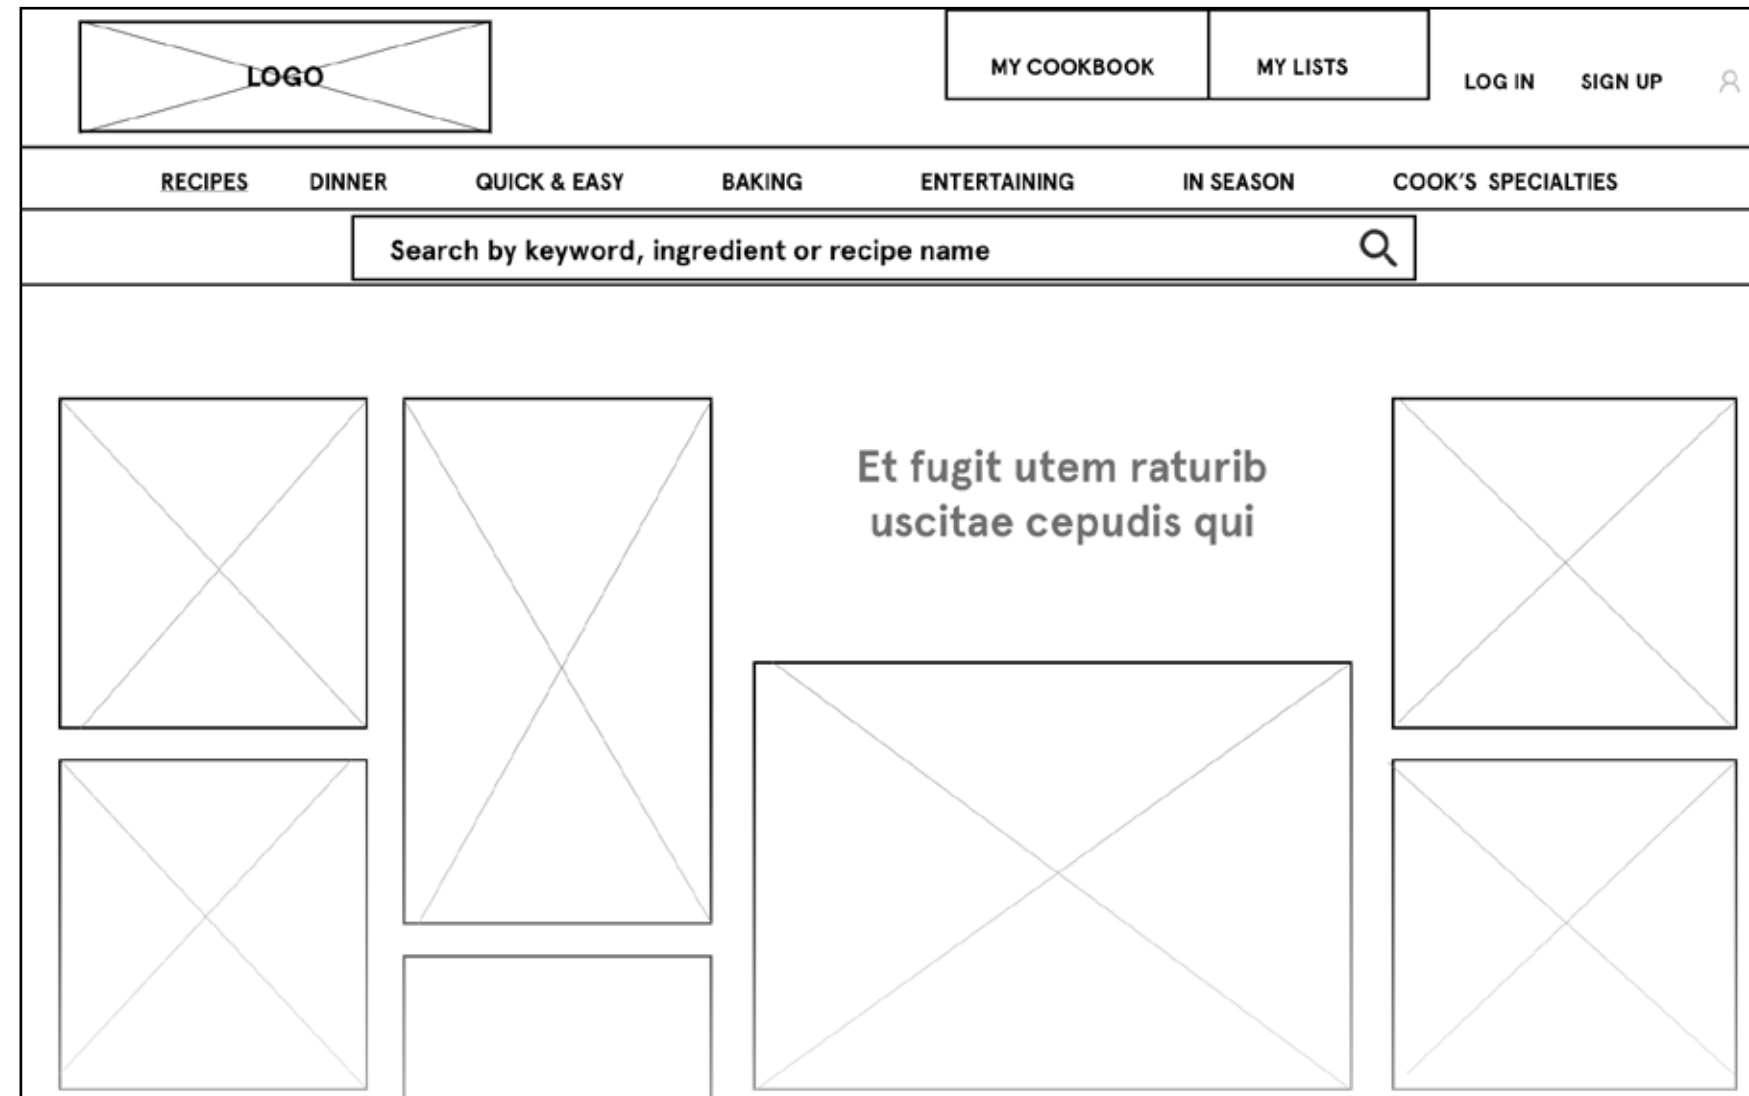 LOGO
MY COOKBOOK
MY LISTS
LOG IN
SIGN UP
RECIPES
DINNER
QUICK & EASY
BAKING
ENTERTAINING
IN SEASON
COOK'S SPECIALTIES
Search by keyword, ingredient or recipe name
Et fugit utem raturib
uscitae cepudis qui